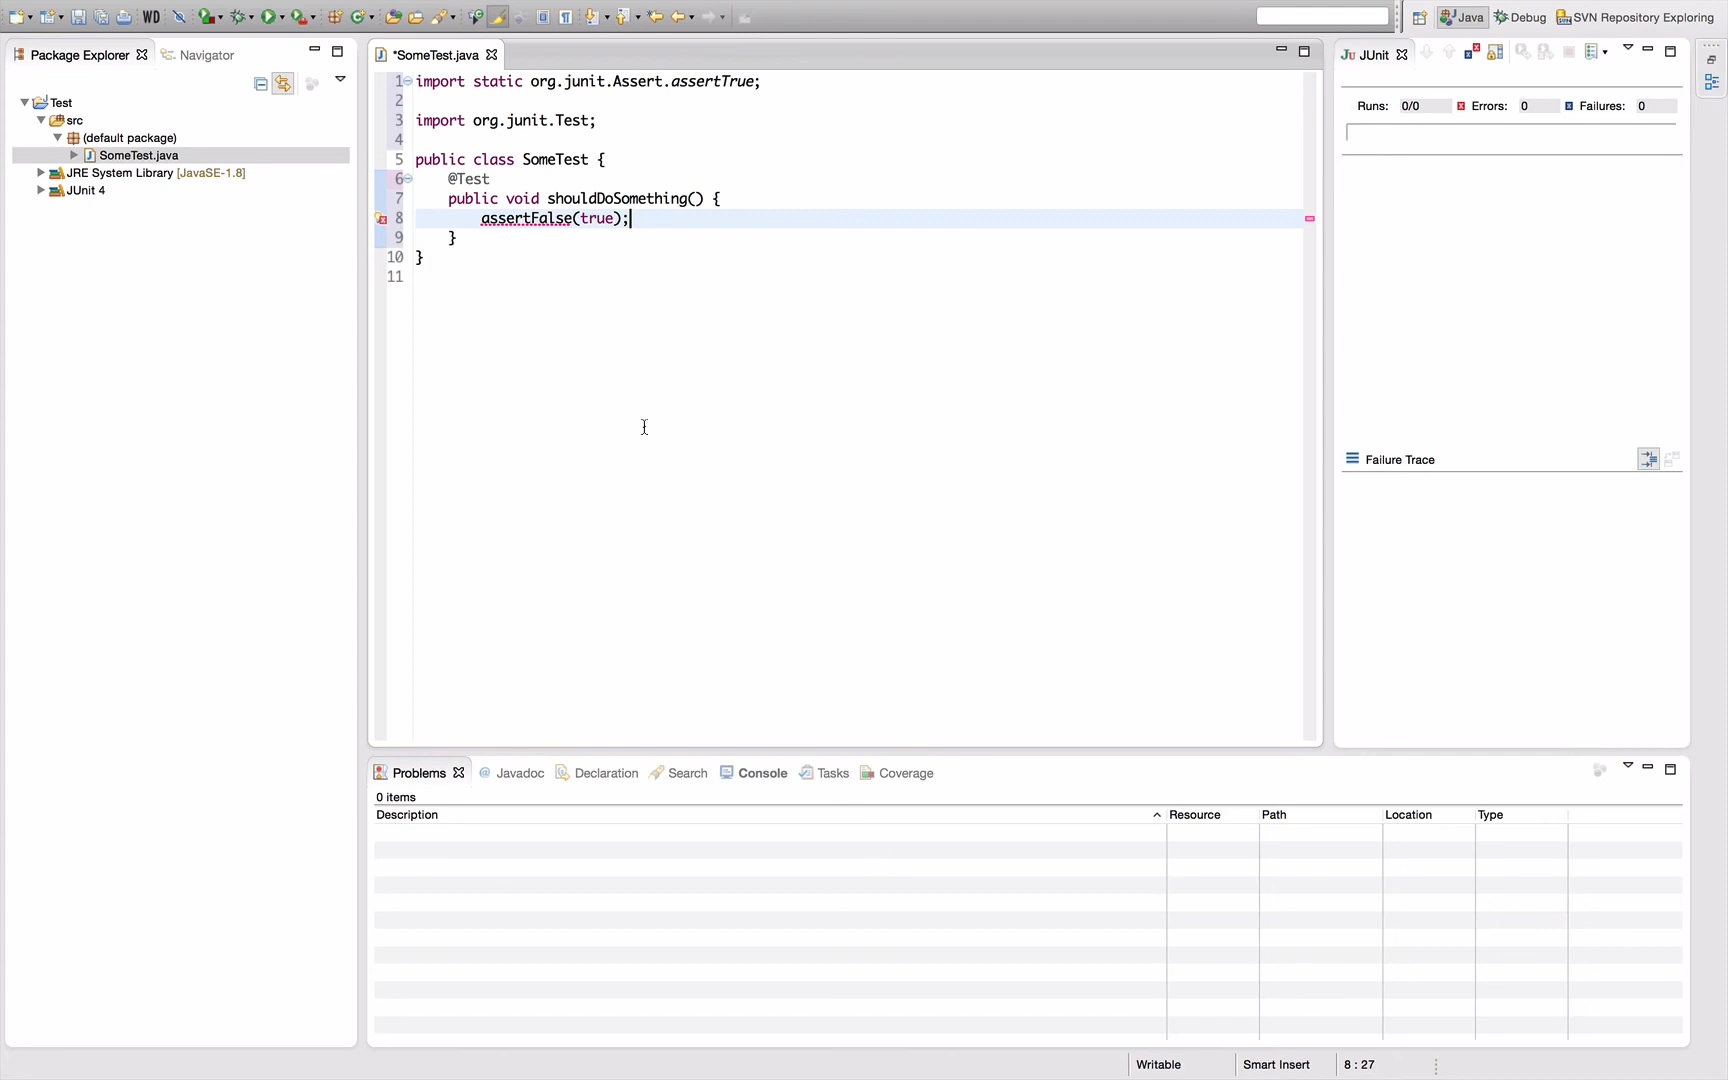 WD
Java
Debug
SVN Repository Exploring
Package Explorer
Navigator
Test
src
(default package)
SomeTest.java
JRE System Library [JavaSE-1.8]
JUnit 4
*SomeTest.java
1 import static org.junit.Assert.assertTrue;
2
3 import org.junit.Test;
4
5 public class SomeTest {
6 @Test
7 public void shouldDoSomething() {
8 assertFalse(true);
9 }
10 }
11
JU JUnit
Runs: 0/0 Errors: 0 Failures: 0
Failure Trace
Problems @ Javadoc Declaration Search Console Tasks Coverage
0 items
Description Resource Path Location Type
Writable Smart Insert 8 : 27